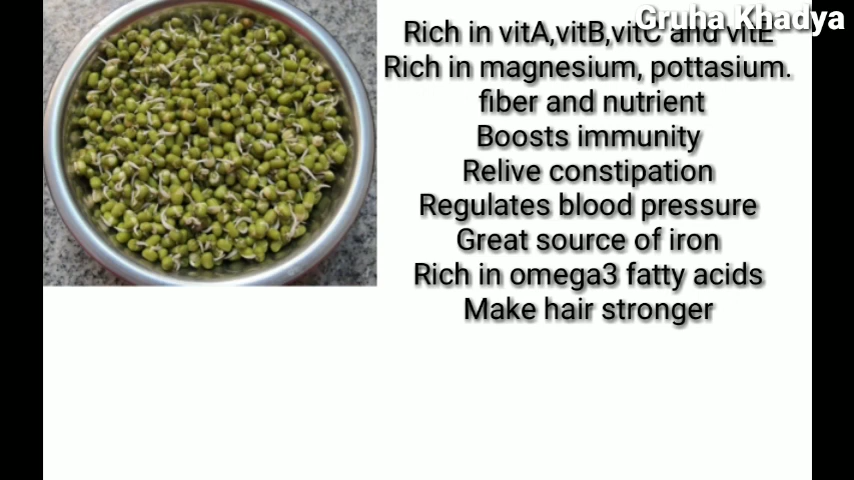 Gruha Khadya
Rich in vitA,vitB,vitC and vitE
Rich in magnesium, pottasium.
fiber and nutrient
Boosts immunity
Relive constipation
Regulates blood pressure
Great source of iron
Rich in omega3 fatty acids
Make hair stronger